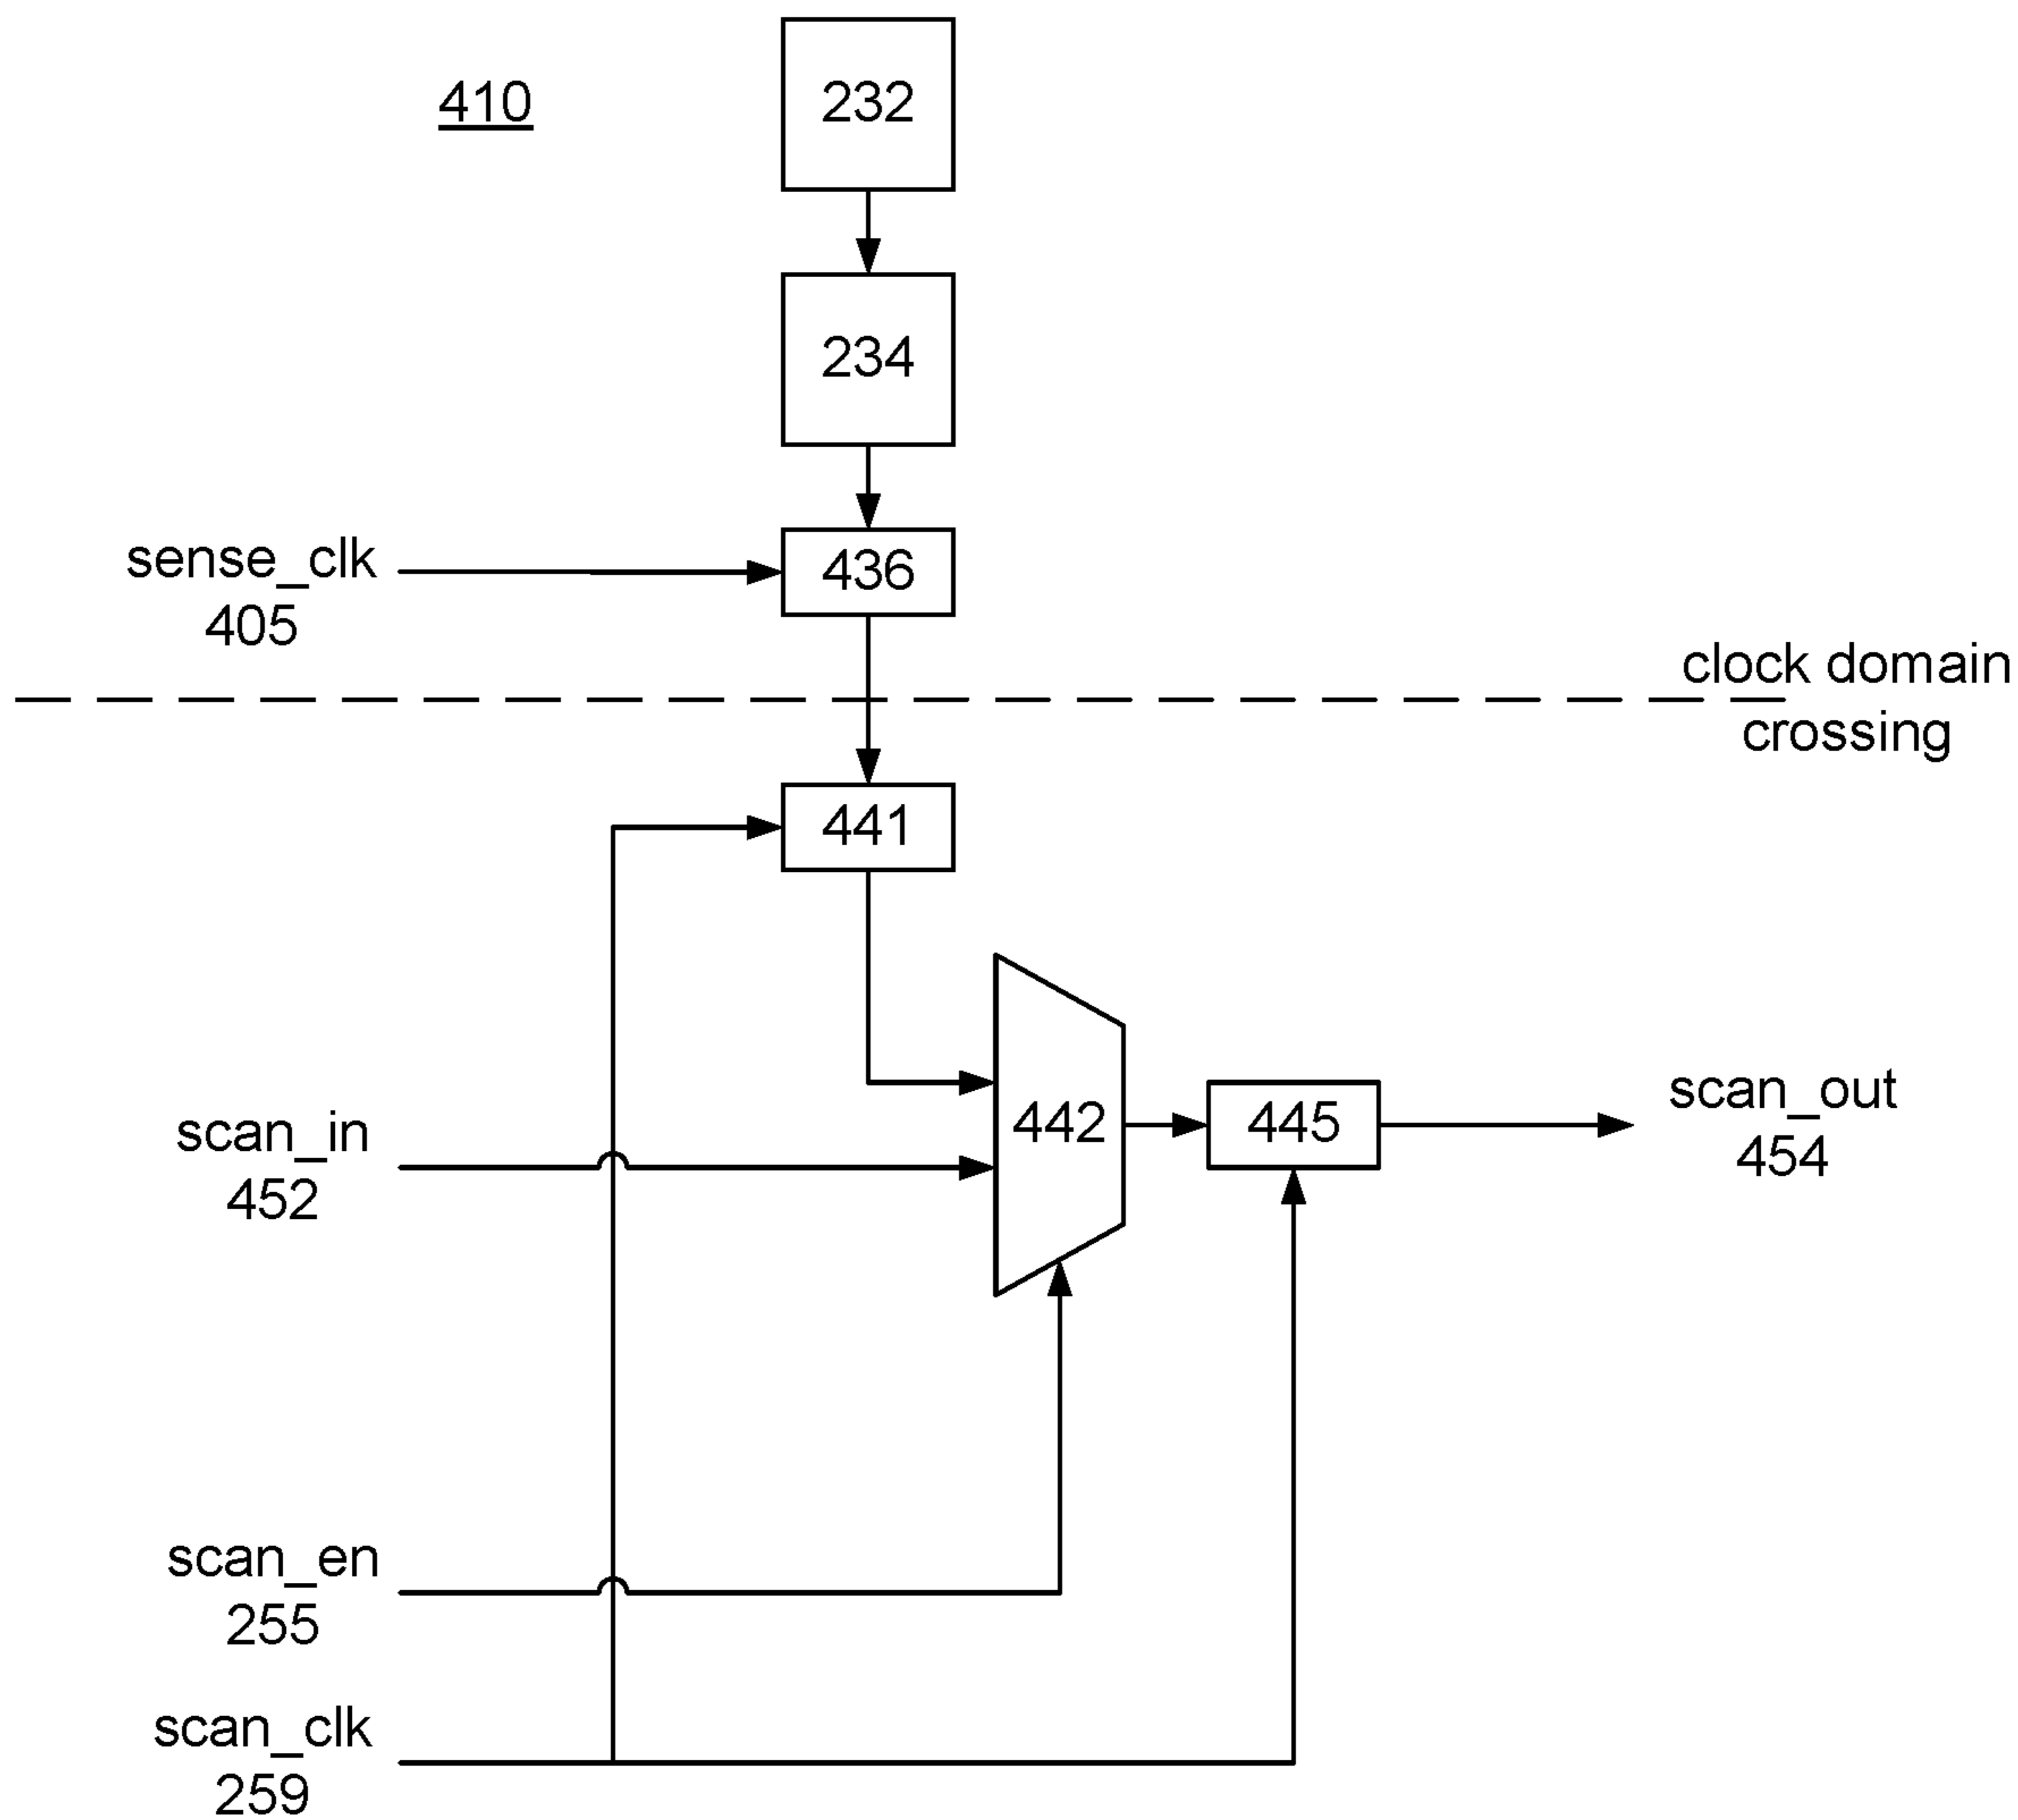 410
232
234
sense_clk
405
436
clock domain
crossing
441
scan_in
452
442
445
scan_out
454
scan_en
255
scan_clk
259